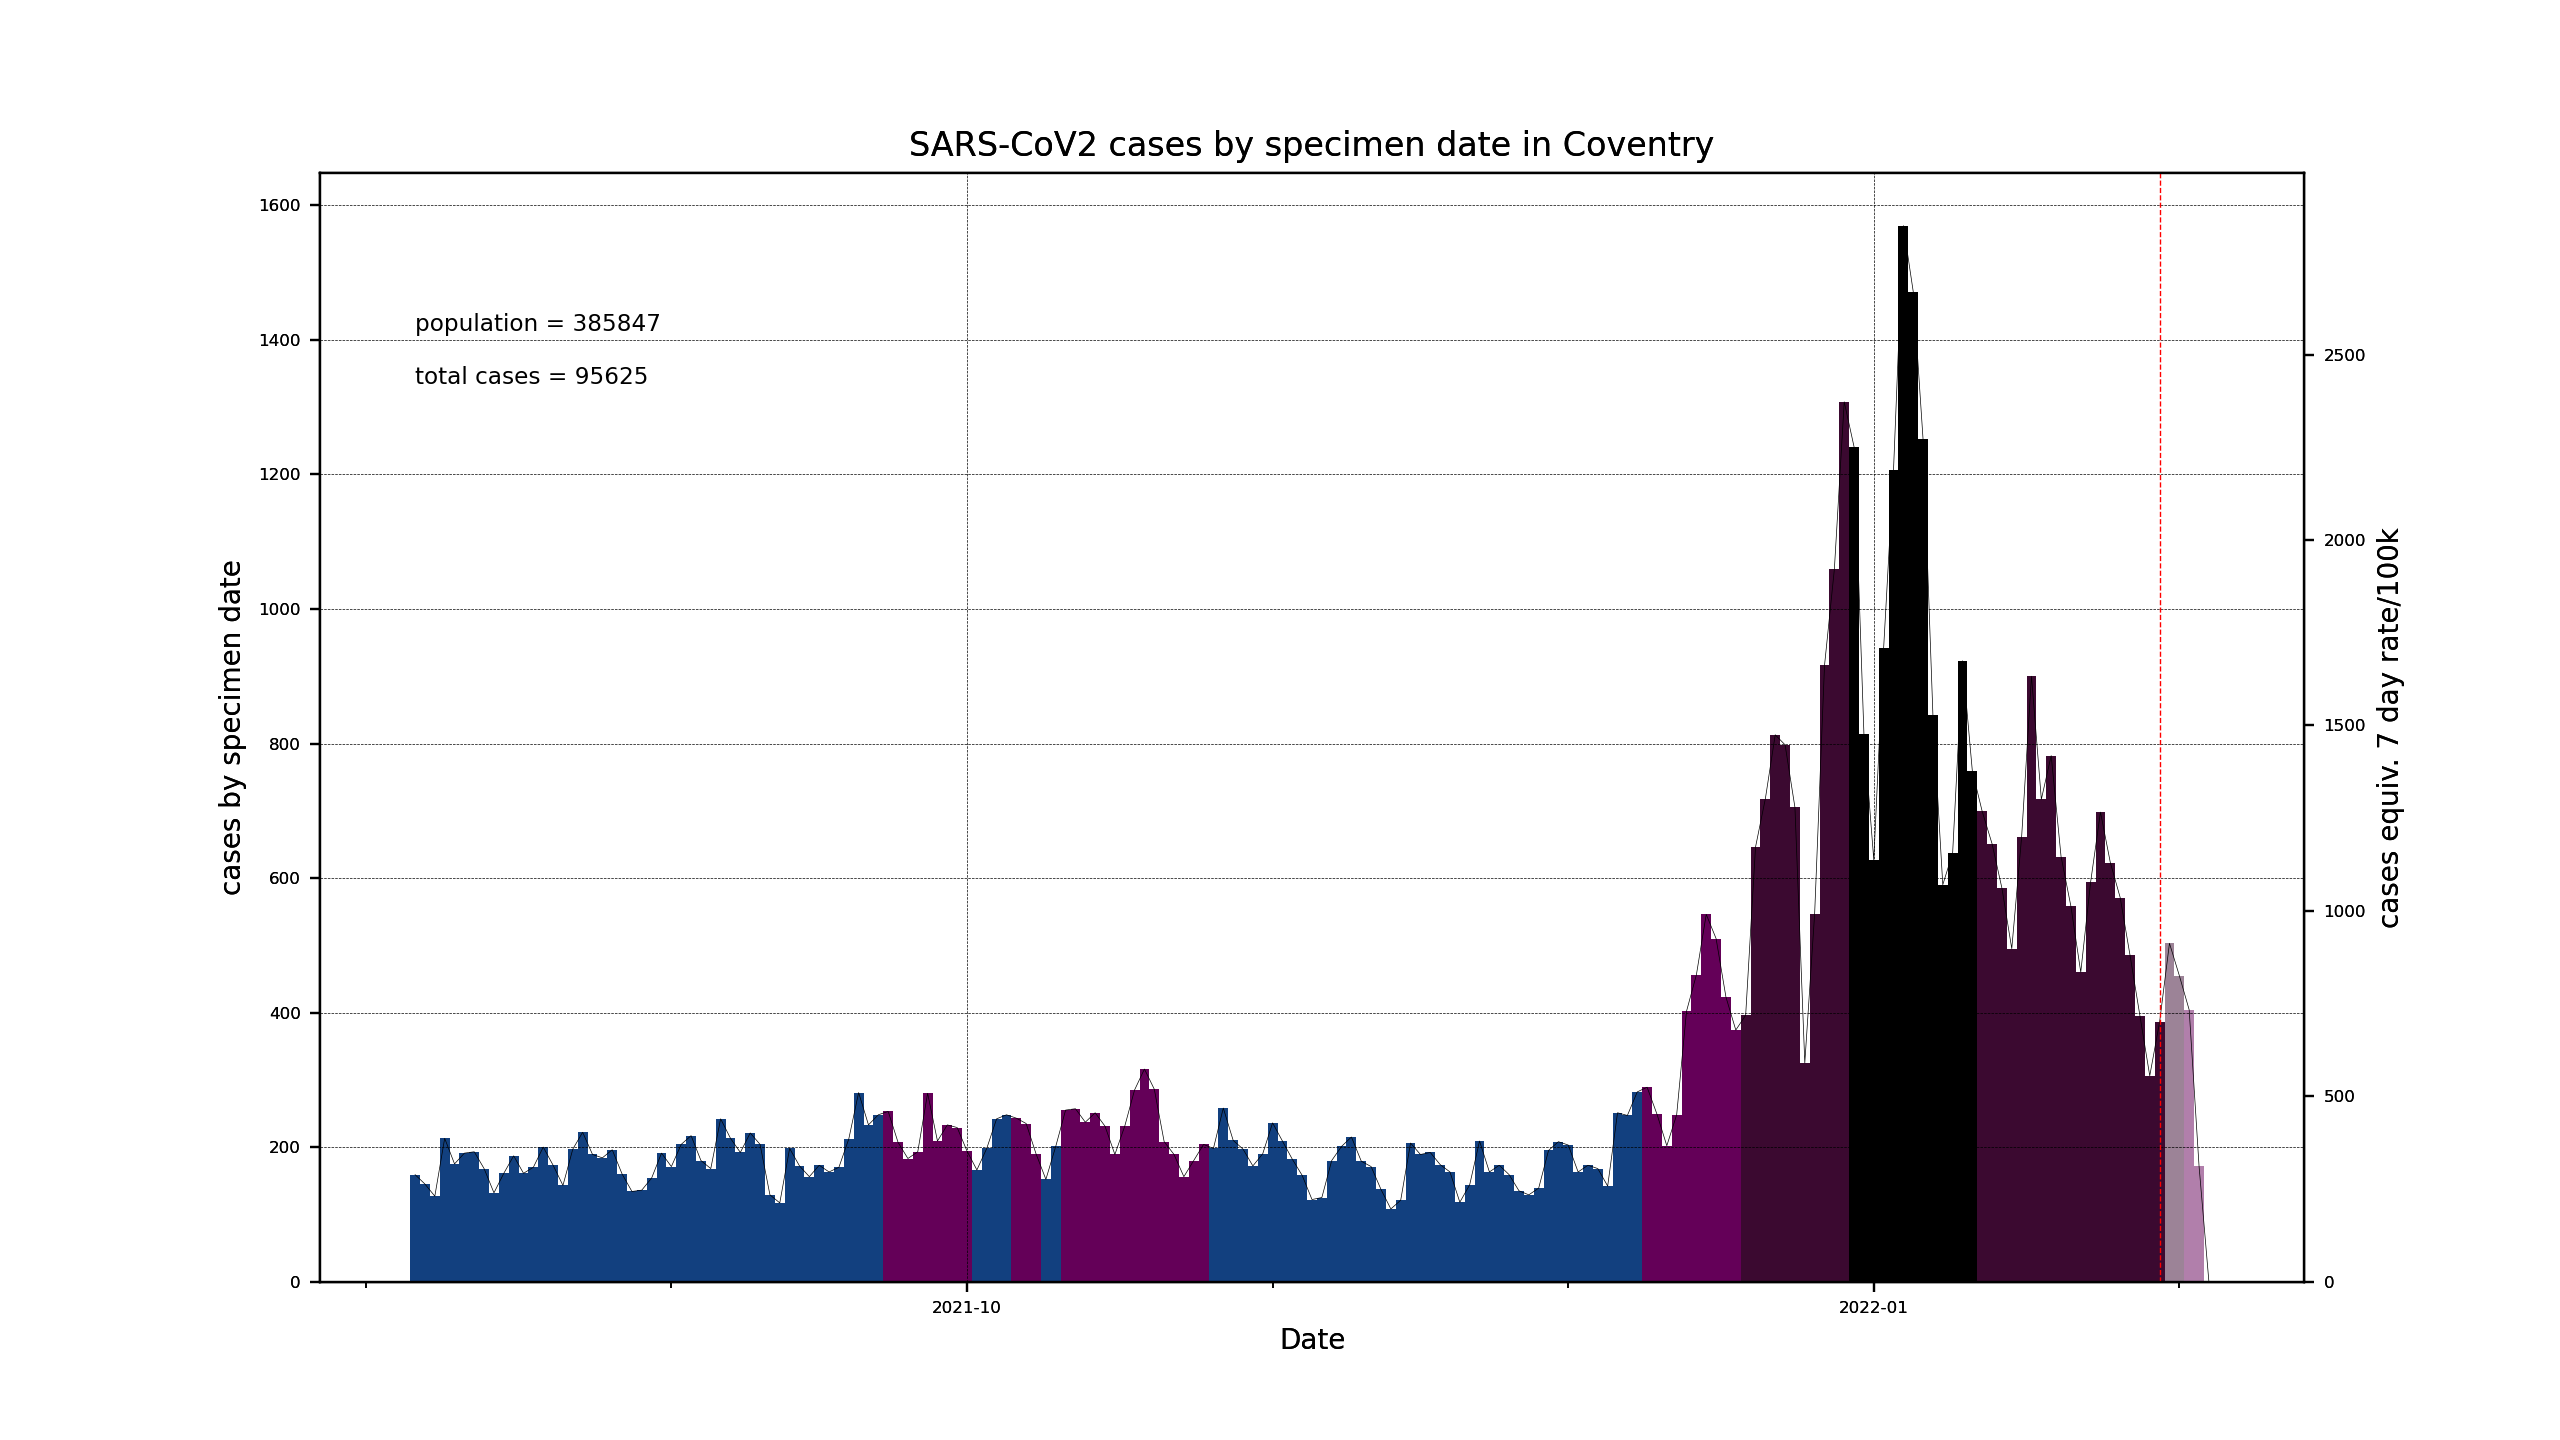 SARS-CoV2 cases by specimen date in Coventry
population = 385847
total cases = 95625
cases by specimen date
1600
1400
1200
1000
800
600
400
200
0
2500
2000
1500
1000
500
0
cases equiv. 7 day rate/100k
2021-10
2022-01
Date